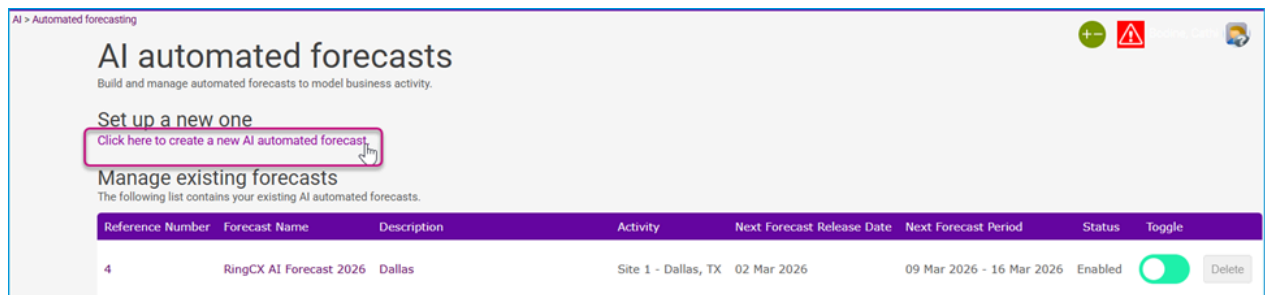 AI > Automated forecasting
AI automated forecasts
Build and manage automated forecasts to model business activity.
Set up a new one
Click here to create a new AI automated forecast.
Manage existing forecasts
The following list contains your existing AI automated forecasts.
Reference Number Forecast Name Description Activity Next Forecast Release Date Next Forecast Period Status Toggle
4 RingCX AI Forecast 2026 Dallas Site 1 - Dallas, TX 02 Mar 2026 09 Mar 2026 - 16 Mar 2026 Enabled Delete